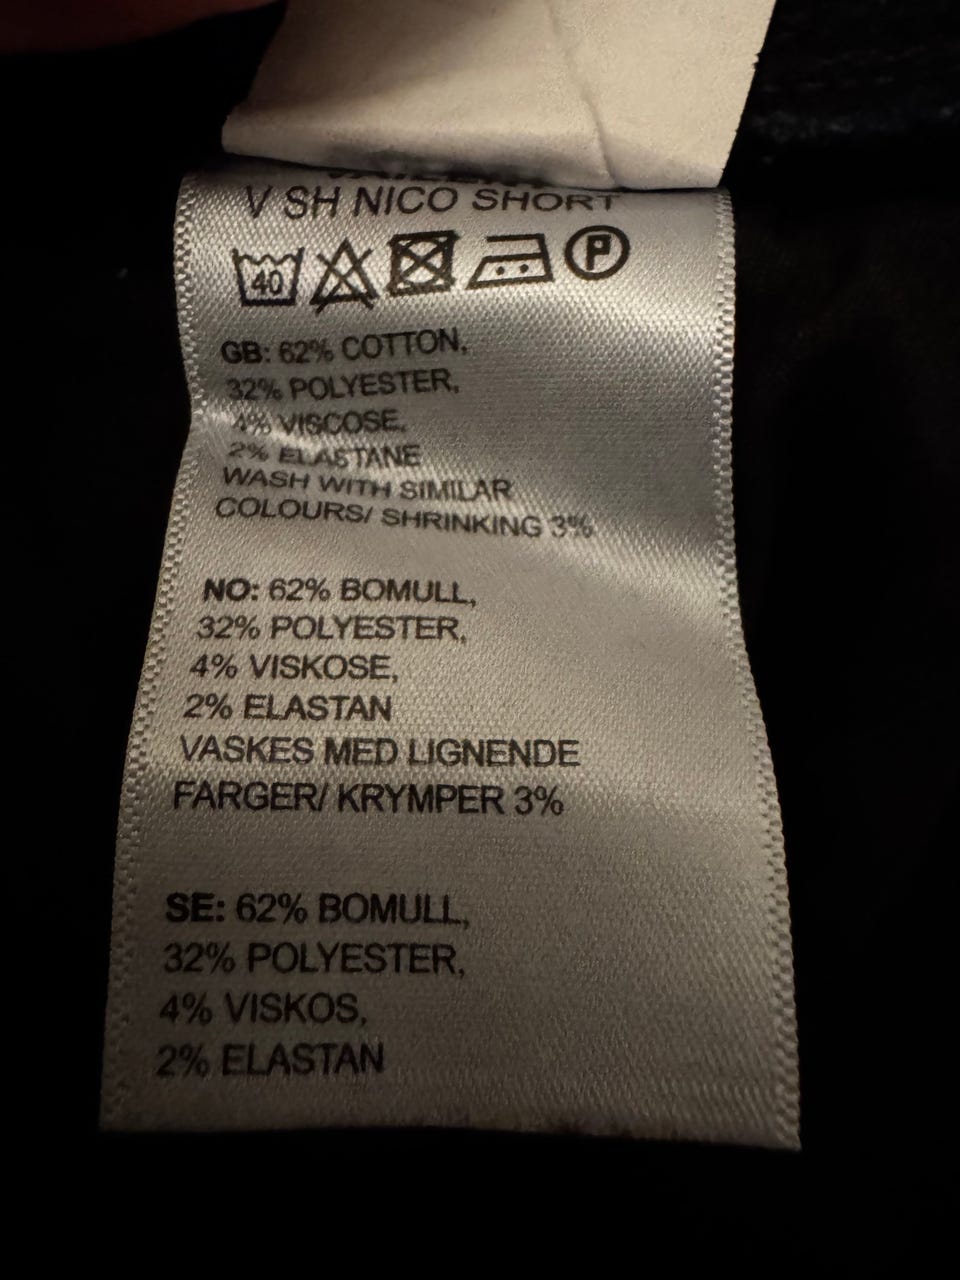 V SH NICO SHORT
40 P
GB: 62% COTTON,
32% POLYESTER,
4% VISCOSE,
2% ELASTANE
WASH WITH SIMILAR
COLOURS/ SHRINKING 3%
NO: 62% BOMULL,
32% POLYESTER,
4% VISKOSE,
2% ELASTAN
VASKES MED LIGNENDE
FARGER/ KRYMPER 3%
SE: 62% BOMULL,
32% POLYESTER,
4% VISKOS,
2% ELASTAN